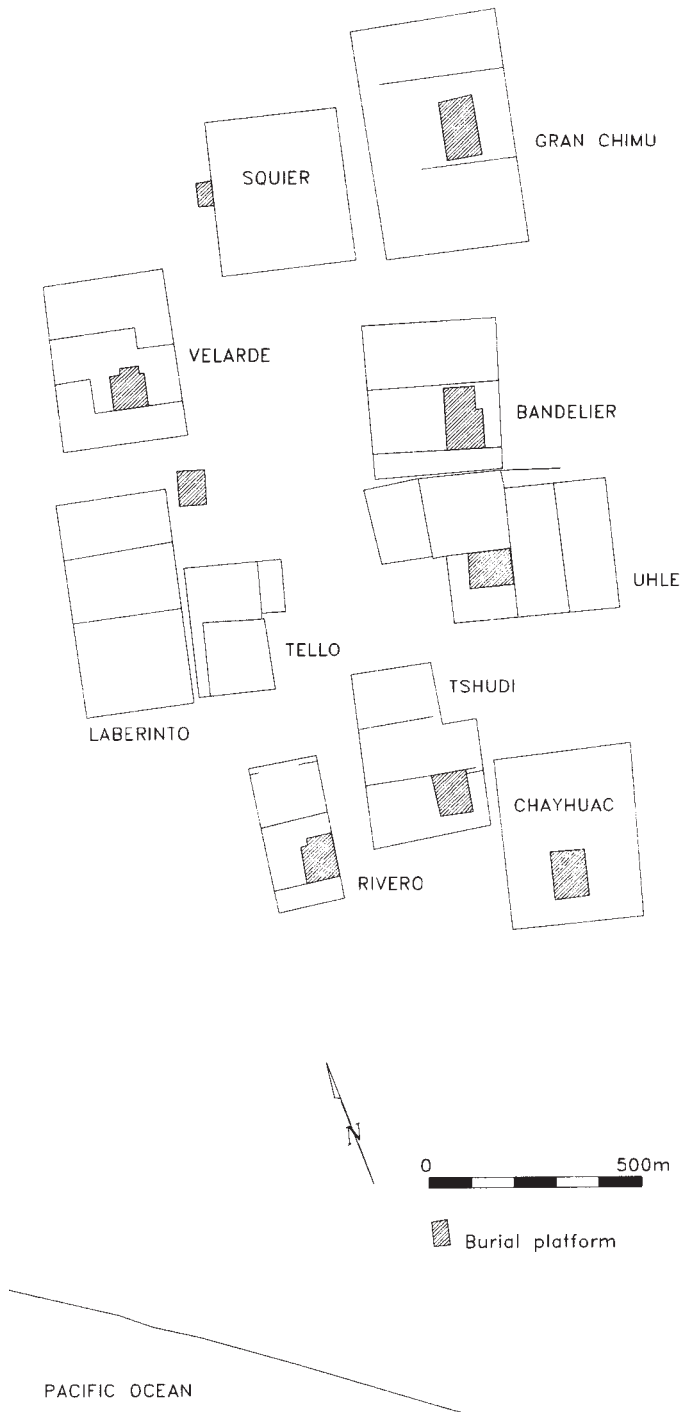 GRAN CHIMU
SQUIER
VELARDE
BANDELIER
UHLE
TELLO
TSHUDI
LABERINTO
CHAYHUAC
RIVERO
N
0 500m
Burial platform
PACIFIC OCEAN